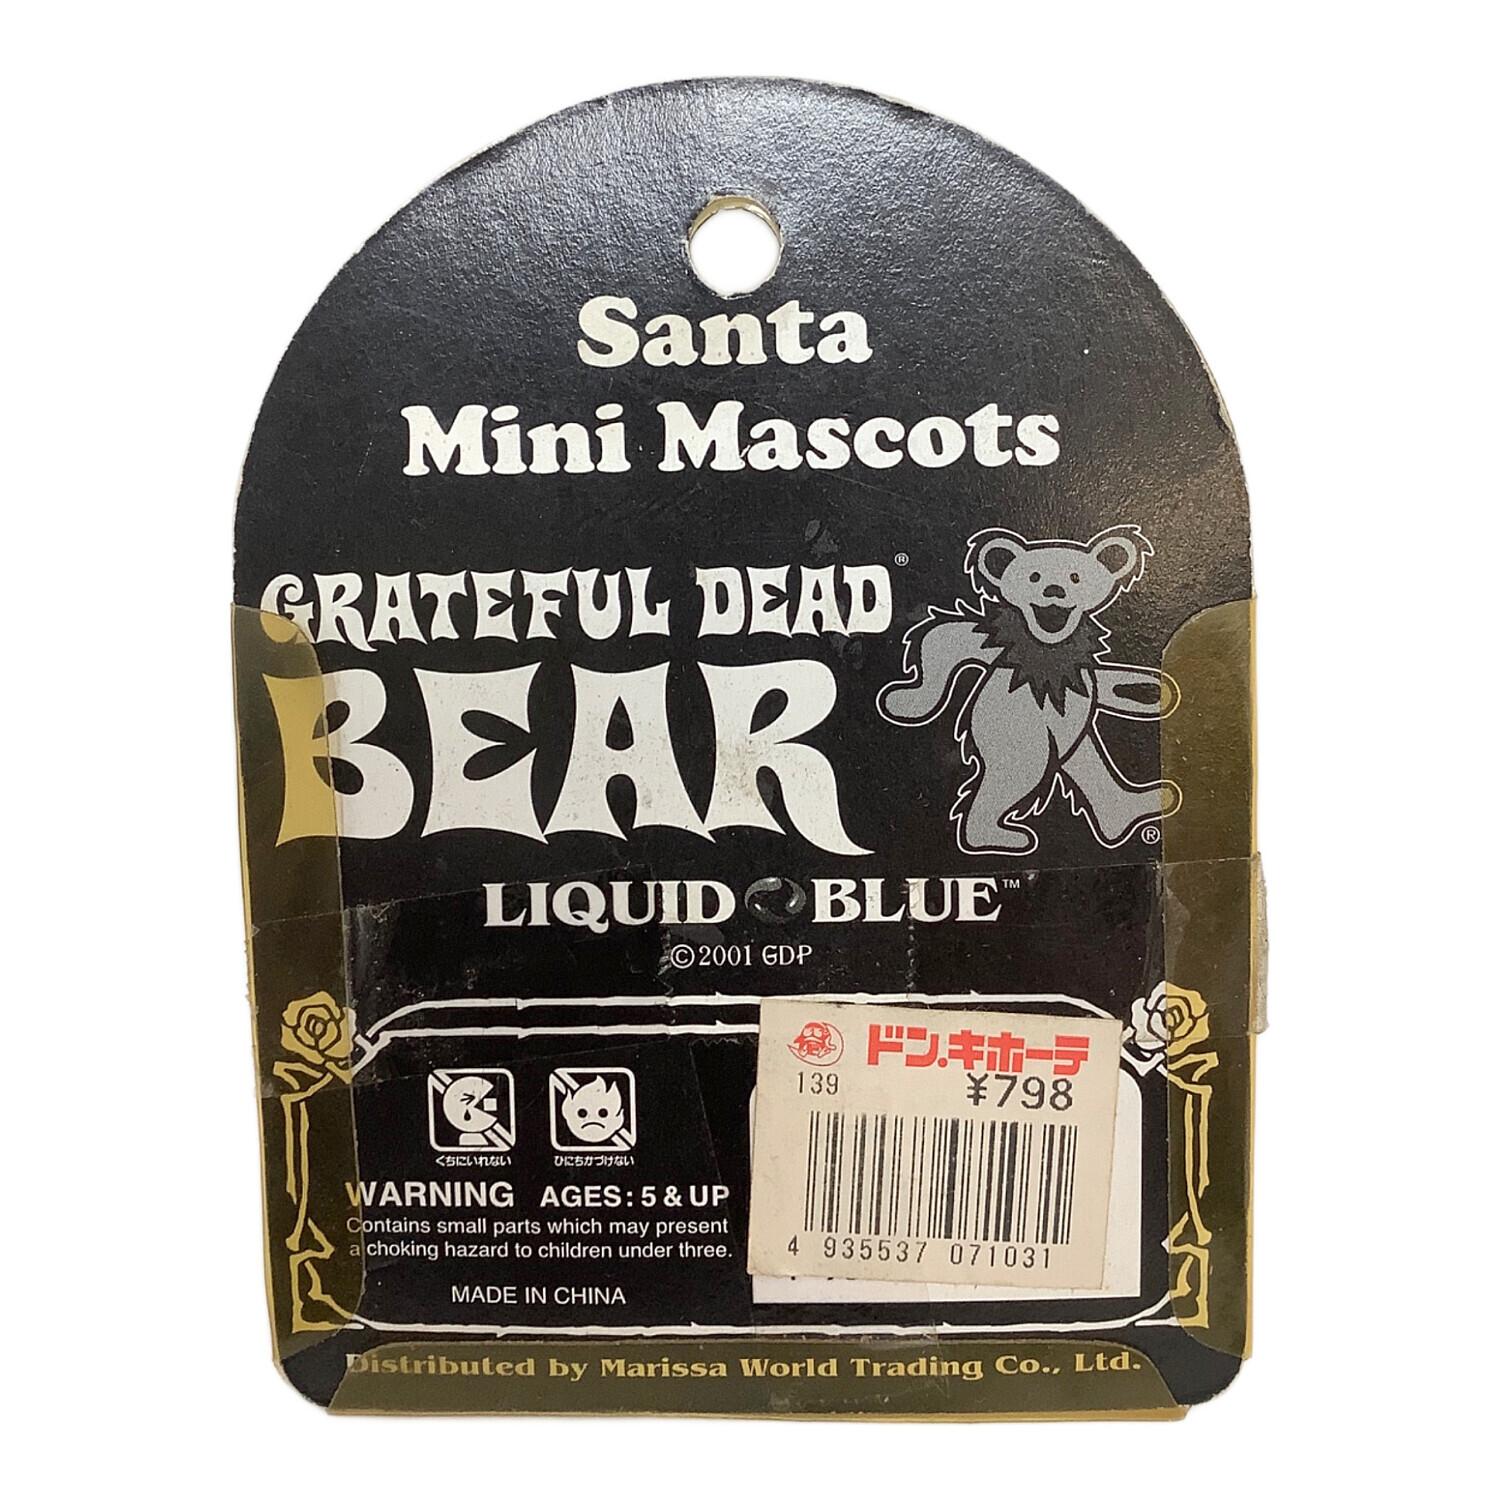 Santa
Mini Mascots
GRATEFUL DEAD®
BEAR
®
LIQUID BLUE™
©2001 GDP
ドン.キホーテ
139 ¥798
4 935537 071031
くちにいれない ひにちかづけない
WARNING AGES: 5 & UP
Contains small parts which may present
a choking hazard to children under three.
MADE IN CHINA
Distributed by Marissa World Trading Co., Ltd.